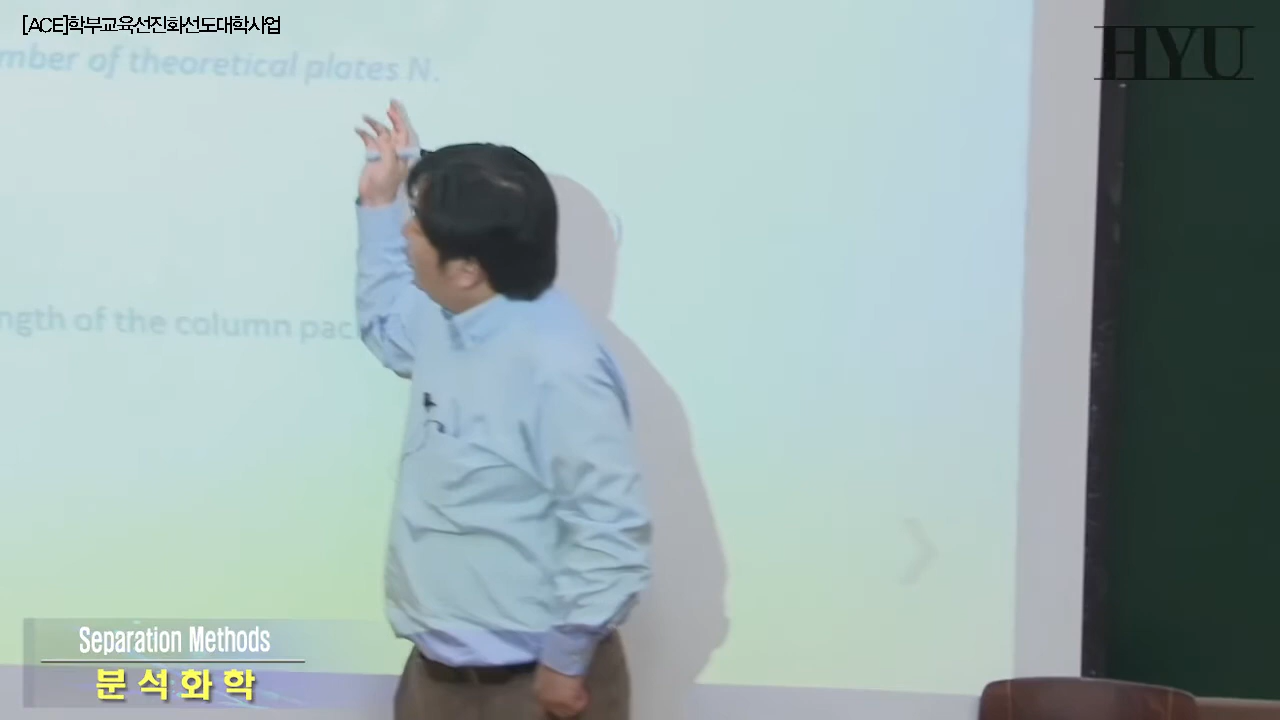 [ACE]학부교육선진화선도대학사업
HYU
mber of theoretical plates N.
ngth of the column pac
Separation Methods
분석화학